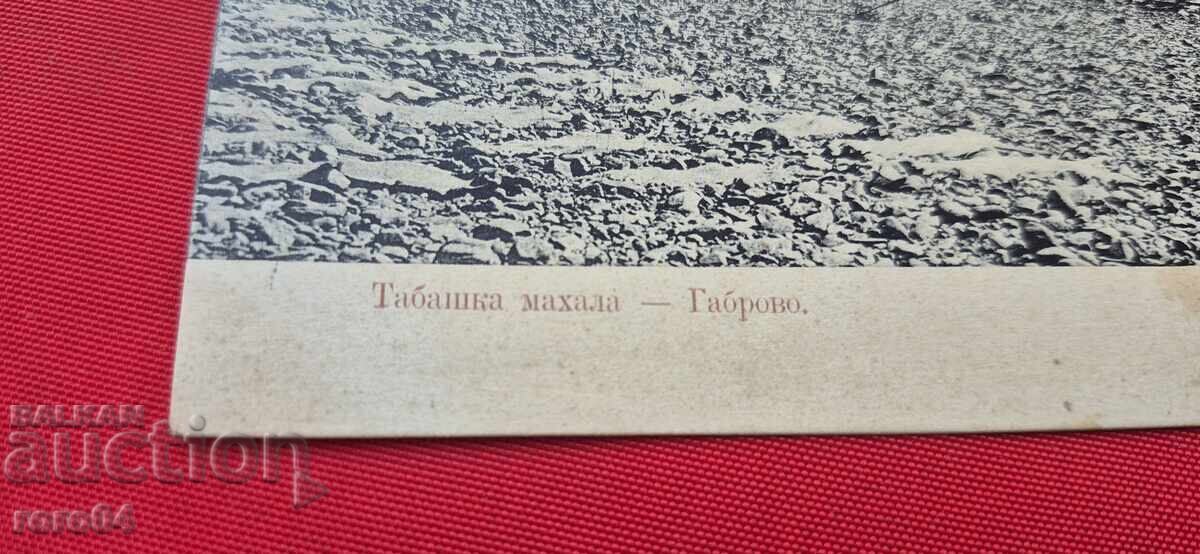 Табашка махала — Габрово.
BALKAN
auction
roro64